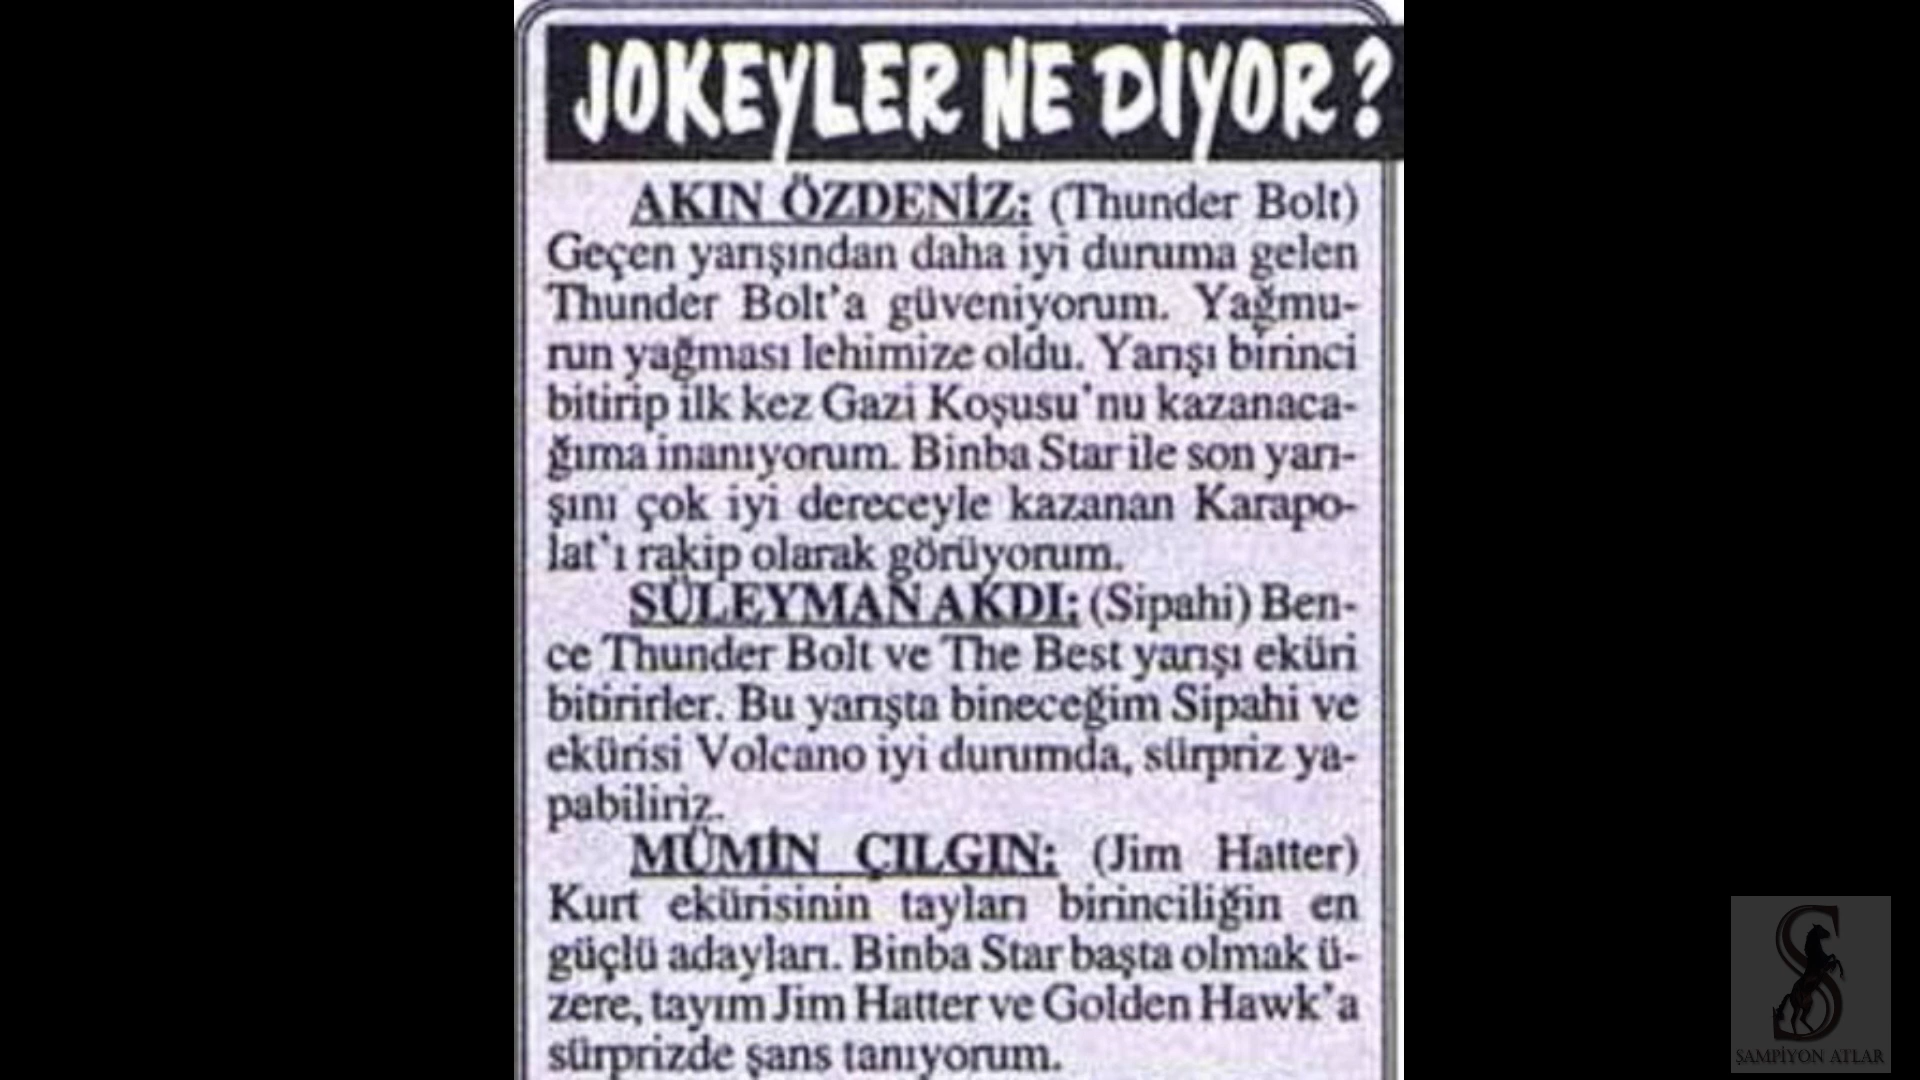 JOKEYLER NE DİYOR?
AKIN ÖZDENİZ: (Thunder Bolt)
Geçen yarışından daha iyi duruma gelen
Thunder Bolt'a güveniyorum. Yağmu-
run yağması lehimize oldu. Yarışı birinci
bitirip ilk kez Gazi Koşusu'nu kazanaca-
ğıma inanıyorum. Binba Star ile son yarı-
şını çok iyi dereceyle kazanan Karapo-
lat'ı rakip olarak görüyorum.
SÜLEYMAN AKDI: (Sipahi) Ben-
ce Thunder Bolt ve The Best yarışı eküri
bitirirler. Bu yarışta bineceğim Sipahi ve
ekürisi Volcano iyi durumda, sürpriz ya-
pabiliriz.
MÜMİN ÇILGIN: (Jim Hatter)
Kurt ekürisinin tayları birinciliğin en
güçlü adayları. Binba Star başta olmak ü-
zere, tayım Jim Hatter ve Golden Hawk'a
sürprizde şans tanıyorum.
ŞAMPİYON ATLAR